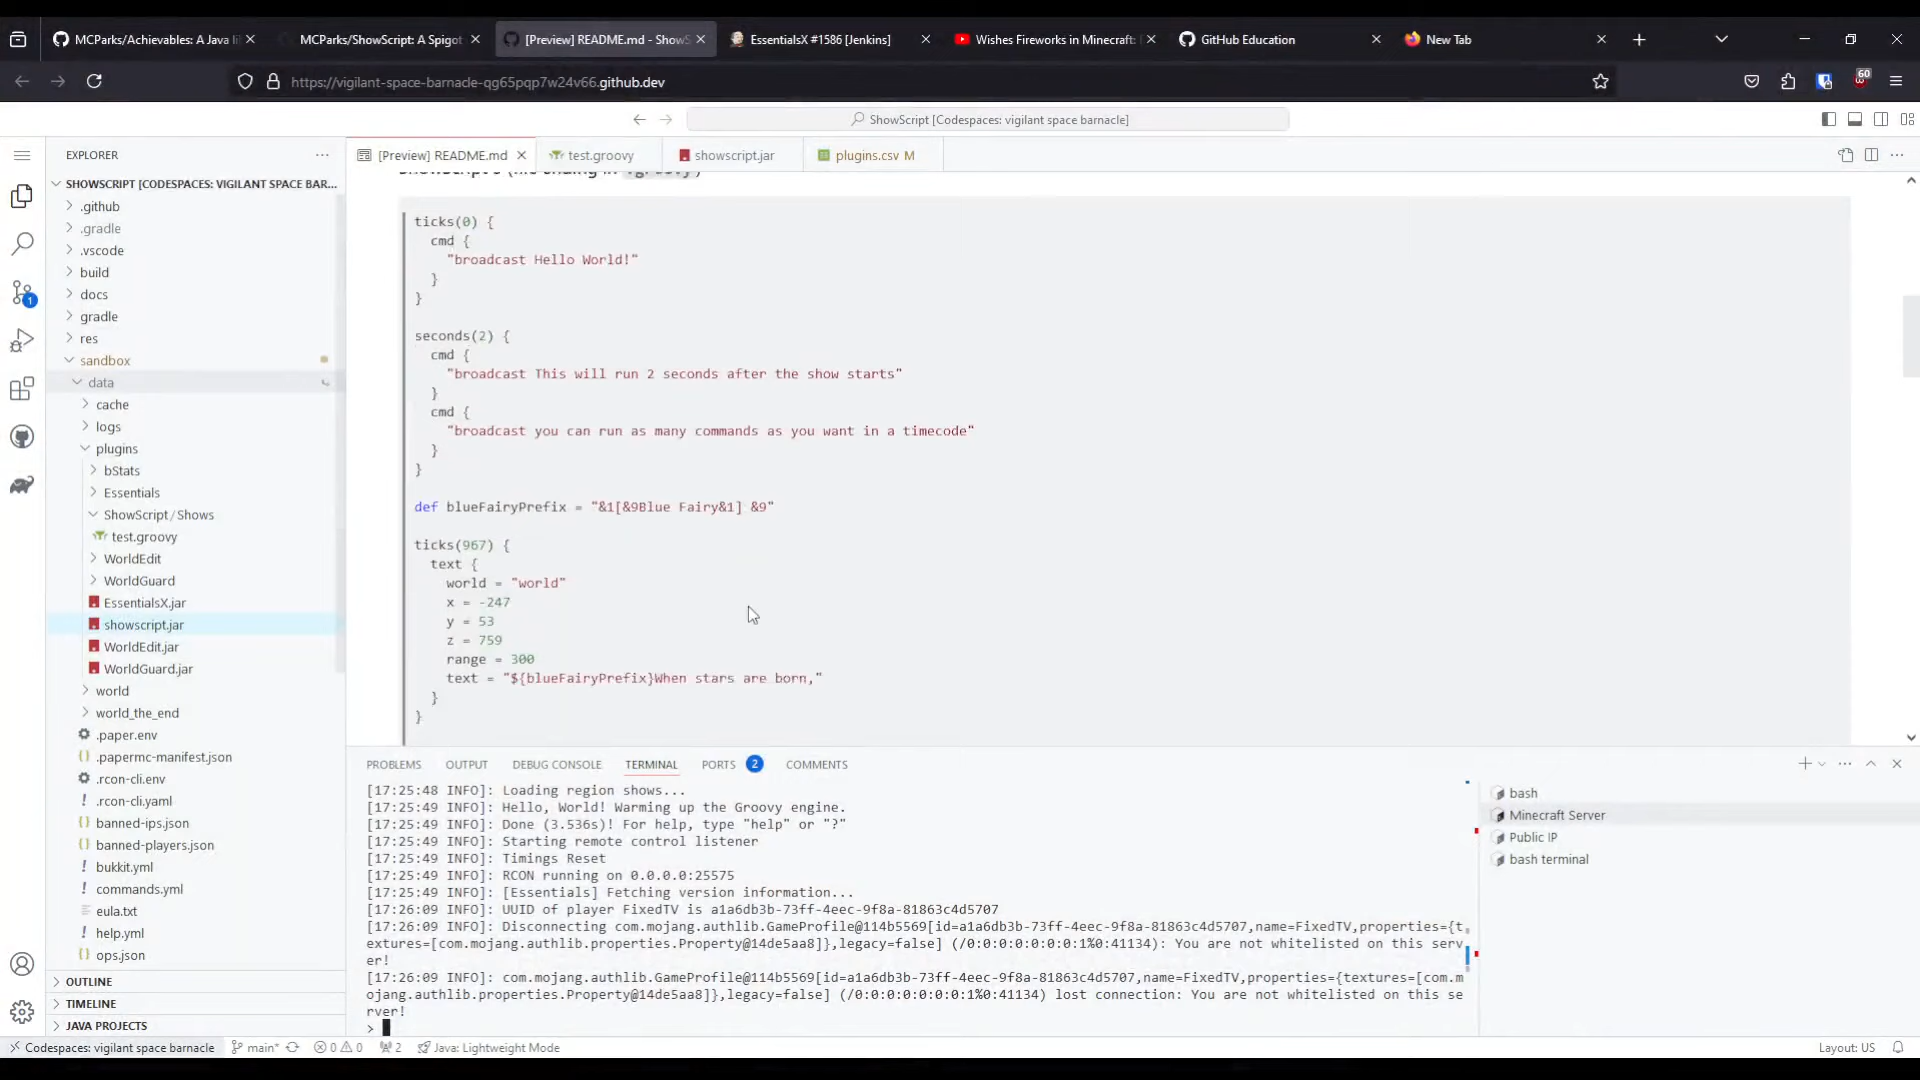 MCParks/Achievables: A Java li
MCParks/ShowScript: A Spigot
[Preview] README.md - ShowS
EssentialsX #1586 [Jenkins]
Wishes Fireworks in Minecraft:
GitHub Education
New Tab
https://vigilant-space-barnacle-qg65pqp7w24v66.github.dev
60
ShowScript [Codespaces: vigilant space barnacle]
EXPLORER
[Preview] README.md
test.groovy
showscript.jar
plugins.csv M
SHOWSCRIPT [CODESPACES: VIGILANT SPACE BAR...
.github
.gradle
.vscode
build
docs
gradle
res
sandbox
data
cache
logs
plugins
bStats
Essentials
ShowScript / Shows
test.groovy
WorldEdit
WorldGuard
EssentialsX.jar
showscript.jar
WorldEdit.jar
WorldGuard.jar
world
world_the_end
.paper.env
.papermc-manifest.json
.rcon-cli.env
.rcon-cli.yaml
banned-ips.json
banned-players.json
bukkit.yml
commands.yml
eula.txt
help.yml
ops.json
OUTLINE
TIMELINE
JAVA PROJECTS
1
ticks(0) {
cmd {
"broadcast Hello World!"
}
}
seconds(2) {
cmd {
"broadcast This will run 2 seconds after the show starts"
}
cmd {
"broadcast you can run as many commands as you want in a timecode"
}
}
def blueFairyPrefix = "&1[&9Blue Fairy&1] &9"
ticks(967) {
text {
world = "world"
x = -247
y = 53
z = 759
range = 300
text = "${blueFairyPrefix}When stars are born,"
}
}
PROBLEMS OUTPUT DEBUG CONSOLE TERMINAL PORTS 2 COMMENTS
[17:25:48 INFO]: Loading region shows...
[17:25:49 INFO]: Hello, World! Warming up the Groovy engine.
[17:25:49 INFO]: Done (3.536s)! For help, type "help" or "?"
[17:25:49 INFO]: Starting remote control listener
[17:25:49 INFO]: Timings Reset
[17:25:49 INFO]: RCON running on 0.0.0.0:25575
[17:25:49 INFO]: [Essentials] Fetching version information...
[17:26:09 INFO]: UUID of player FixedTV is a1a6db3b-73ff-4eec-9f8a-81863c4d5707
[17:26:09 INFO]: Disconnecting com.mojang.authlib.GameProfile@114b5569[id=a1a6db3b-73ff-4eec-9f8a-81863c4d5707,name=FixedTV,properties={t
extures=[com.mojang.authlib.properties.Property@14de5aa8]},legacy=false] (/0:0:0:0:0:0:0:1%0:41134): You are not whitelisted on this serv
er!
[17:26:09 INFO]: com.mojang.authlib.GameProfile@114b5569[id=a1a6db3b-73ff-4eec-9f8a-81863c4d5707,name=FixedTV,properties={textures=[com.m
ojang.authlib.properties.Property@14de5aa8]},legacy=false] (/0:0:0:0:0:0:0:1%0:41134) lost connection: You are not whitelisted on this se
rver!
>
bash
Minecraft Server
Public IP
bash terminal
Codespaces: vigilant space barnacle
main*
0 0
2
Java: Lightweight Mode
Layout: US